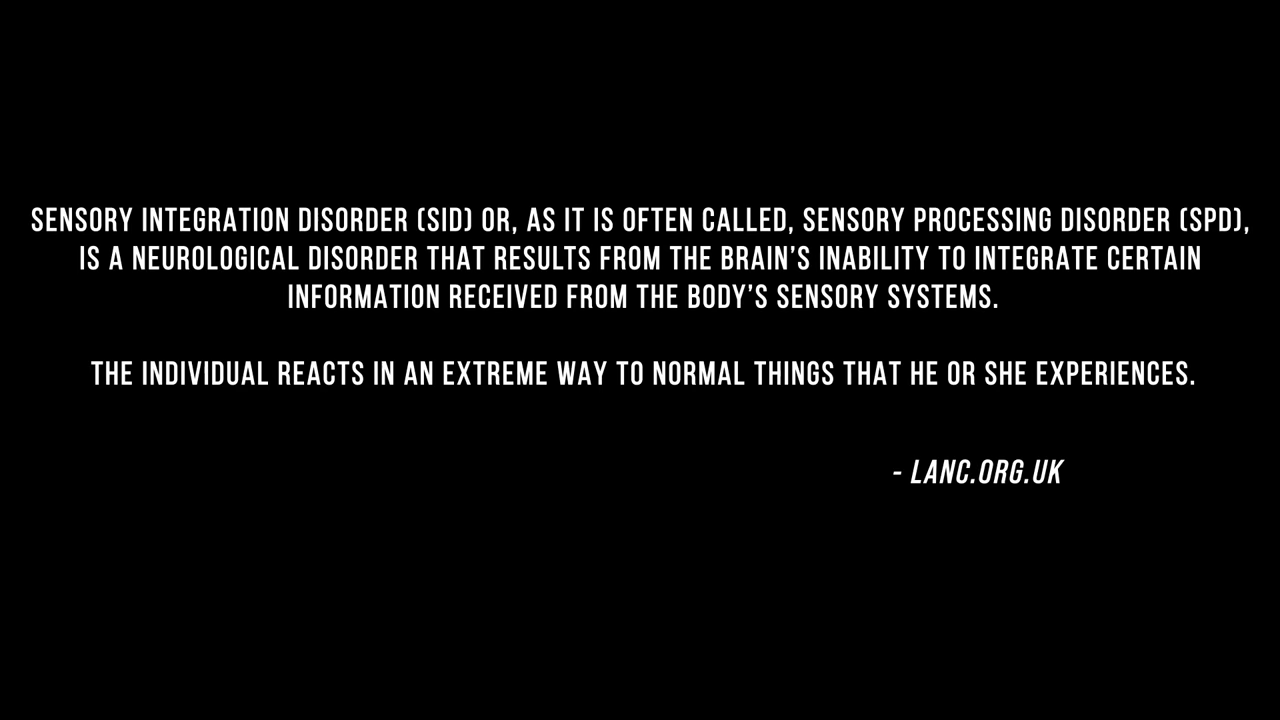 SENSORY INTEGRATION DISORDER (SID) OR, AS IT IS OFTEN CALLED, SENSORY PROCESSING DISORDER (SPD),
IS A NEUROLOGICAL DISORDER THAT RESULTS FROM THE BRAIN’S INABILITY TO INTEGRATE CERTAIN
INFORMATION RECEIVED FROM THE BODY’S SENSORY SYSTEMS.
THE INDIVIDUAL REACTS IN AN EXTREME WAY TO NORMAL THINGS THAT HE OR SHE EXPERIENCES.
- LANC.ORG.UK